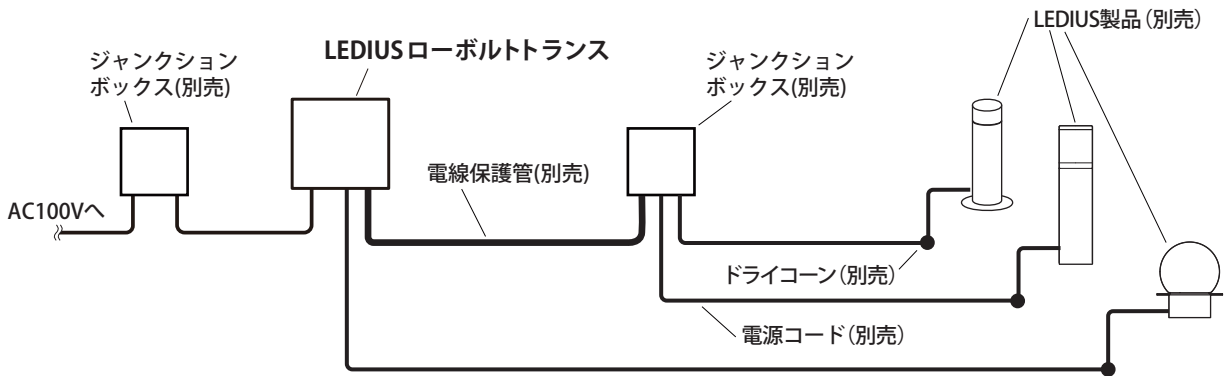 LEDIUS製品（別売）
LEDIUSローボルトトランス
ジャンクション
ボックス(別売)
ジャンクション
ボックス(別売)
電線保護管(別売)
AC100Vへ
ドライコーン（別売）
電源コード（別売）